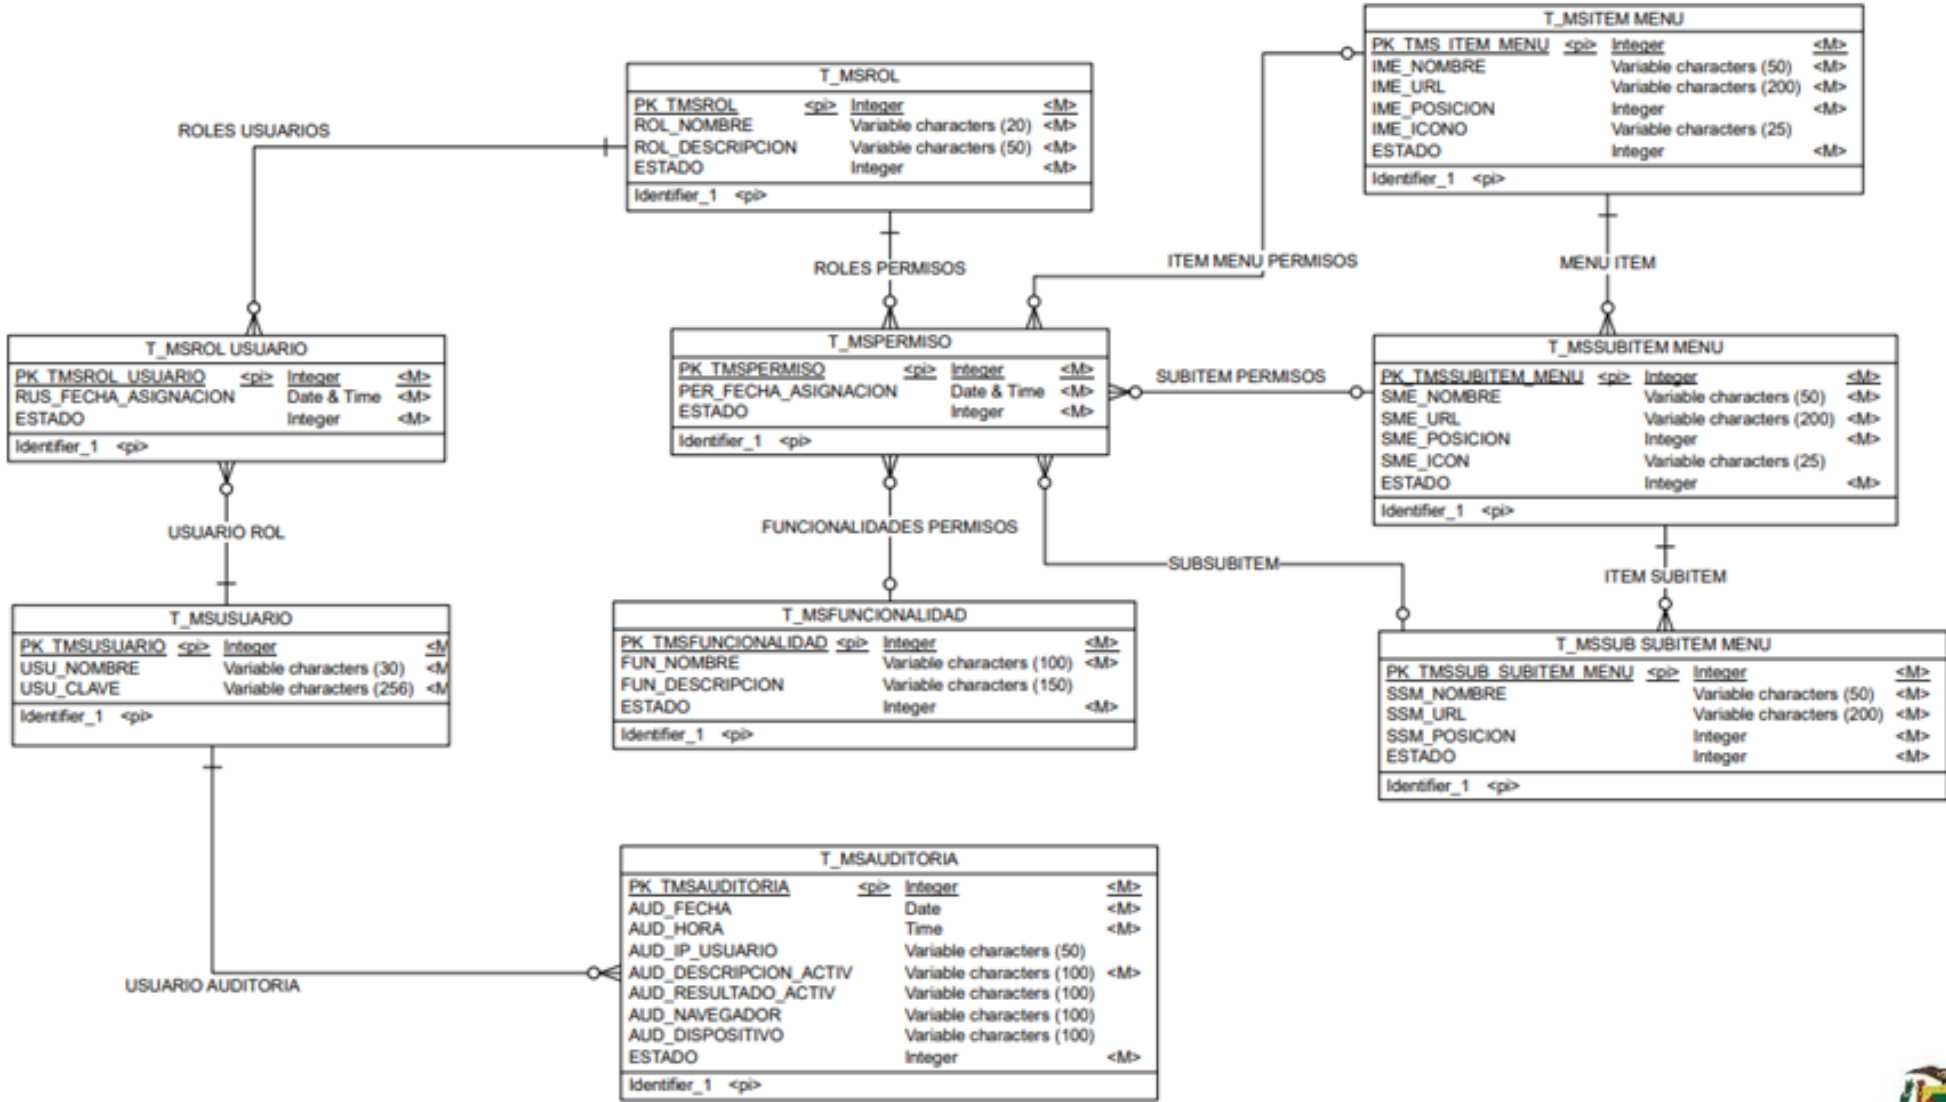 T_MSITEM MENU
PK_TMS_ITEM_MENU <pi> Integer <M>
IME_NOMBRE Variable characters (50) <M>
IME_URL Variable characters (200) <M>
IME_POSICION Integer <M>
IME_ICONO Variable characters (25)
ESTADO Integer <M>
Identifier_1 <pi>
T_MSROL
PK_TMSROL <pi> Integer <M>
ROL_NOMBRE Variable characters (20) <M>
ROL_DESCRIPCION Variable characters (50) <M>
ESTADO Integer <M>
Identifier_1 <pi>
ROLES USUARIOS
ROLES PERMISOS
ITEM MENU PERMISOS
MENU ITEM
T_MSROL USUARIO
PK_TMSROL_USUARIO <pi> Integer <M>
RUS_FECHA_ASIGNACION Date & Time <M>
ESTADO Integer <M>
Identifier_1 <pi>
T_MSPERMISO
PK_TMSPERMISO <pi> Integer <M>
PER_FECHA_ASIGNACION Date & Time <M>
ESTADO Integer <M>
Identifier_1 <pi>
SUBITEM PERMISOS
T_MSSUBITEM MENU
PK_TMSSUBITEM_MENU <pi> Integer <M>
SME_NOMBRE Variable characters (50) <M>
SME_URL Variable characters (200) <M>
SME_POSICION Integer <M>
SME_ICON Variable characters (25)
ESTADO Integer <M>
Identifier_1 <pi>
USUARIO ROL
FUNCIONALIDADES PERMISOS
SUBSUBITEM
ITEM SUBITEM
T_MSUSUARIO
PK_TMSUSUARIO <pi> Integer <M
USU_NOMBRE Variable characters (30) <M
USU_CLAVE Variable characters (256) <M
Identifier_1 <pi>
T_MSFUNCIONALIDAD
PK_TMSFUNCIONALIDAD <pi> Integer <M>
FUN_NOMBRE Variable characters (100) <M>
FUN_DESCRIPCION Variable characters (150)
ESTADO Integer <M>
Identifier_1 <pi>
T_MSSUB SUBITEM MENU
PK_TMSSUB_SUBITEM_MENU <pi> Integer <M>
SSM_NOMBRE Variable characters (50) <M>
SSM_URL Variable characters (200) <M>
SSM_POSICION Integer <M>
ESTADO Integer <M>
Identifier_1 <pi>
T_MSAUDITORIA
PK_TMSAUDITORIA <pi> Integer <M>
AUD_FECHA Date <M>
AUD_HORA Time <M>
AUD_IP_USUARIO Variable characters (50)
AUD_DESCRIPCION_ACTIV Variable characters (100) <M>
AUD_RESULTADO_ACTIV Variable characters (100)
AUD_NAVEGADOR Variable characters (100)
AUD_DISPOSITIVO Variable characters (100)
ESTADO Integer <M>
Identifier_1 <pi>
USUARIO AUDITORIA